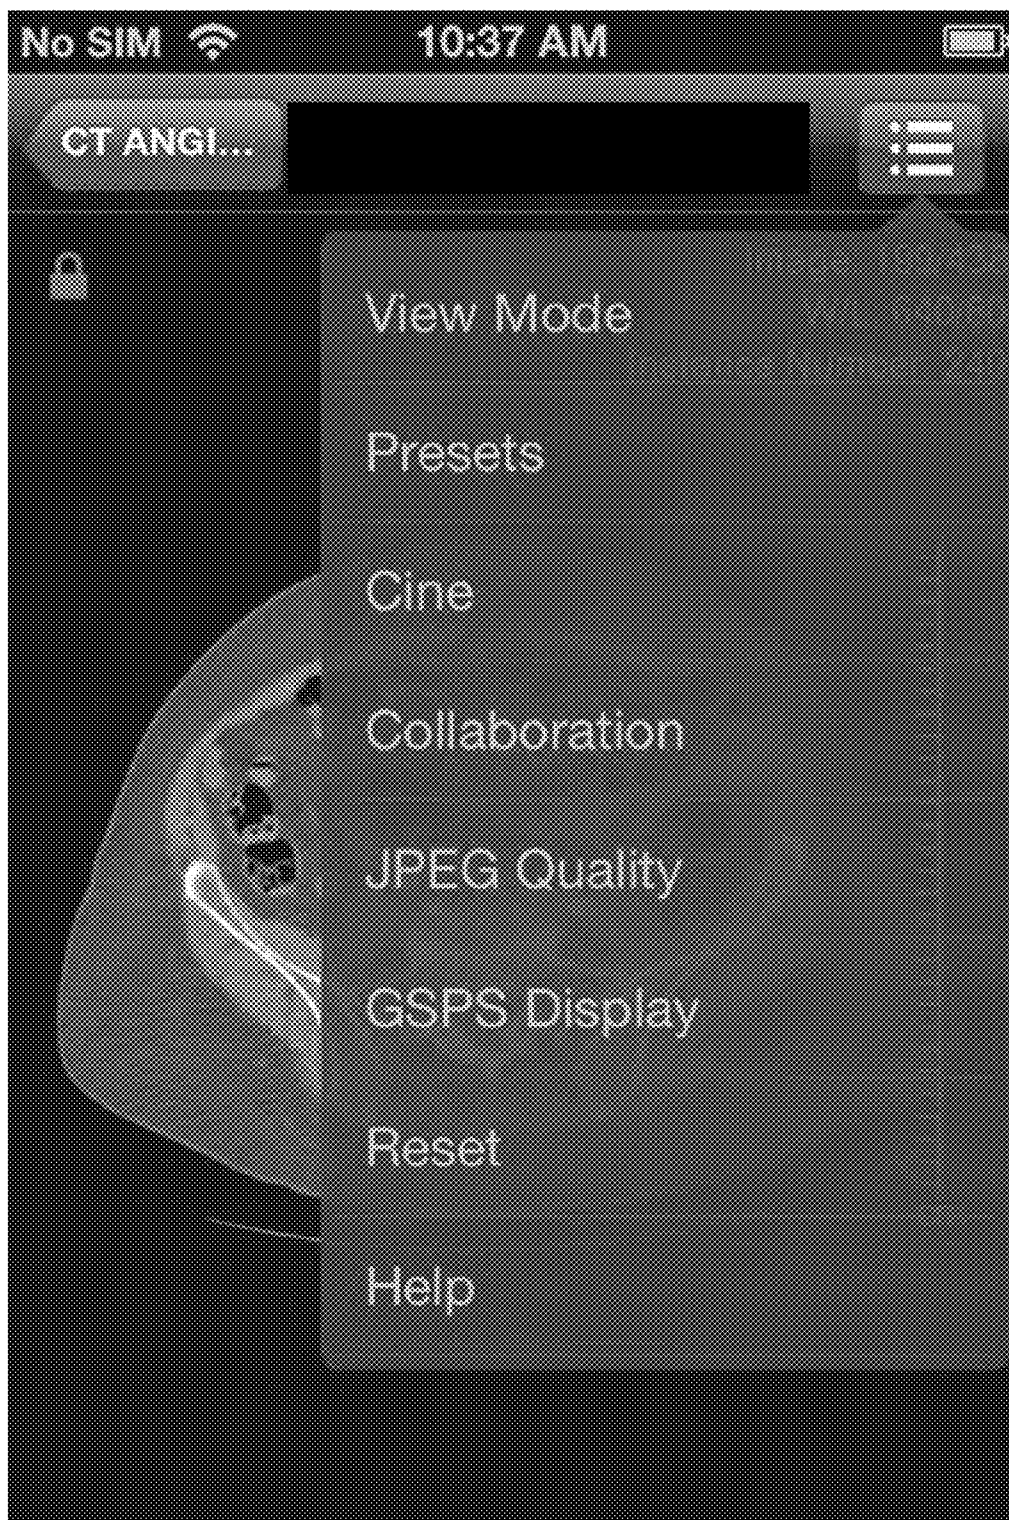 No SIM 10:37 AM
CT ANGI...
View Mode
Presets
Cine
Collaboration
JPEG Quality
GSPS Display
Reset
Help